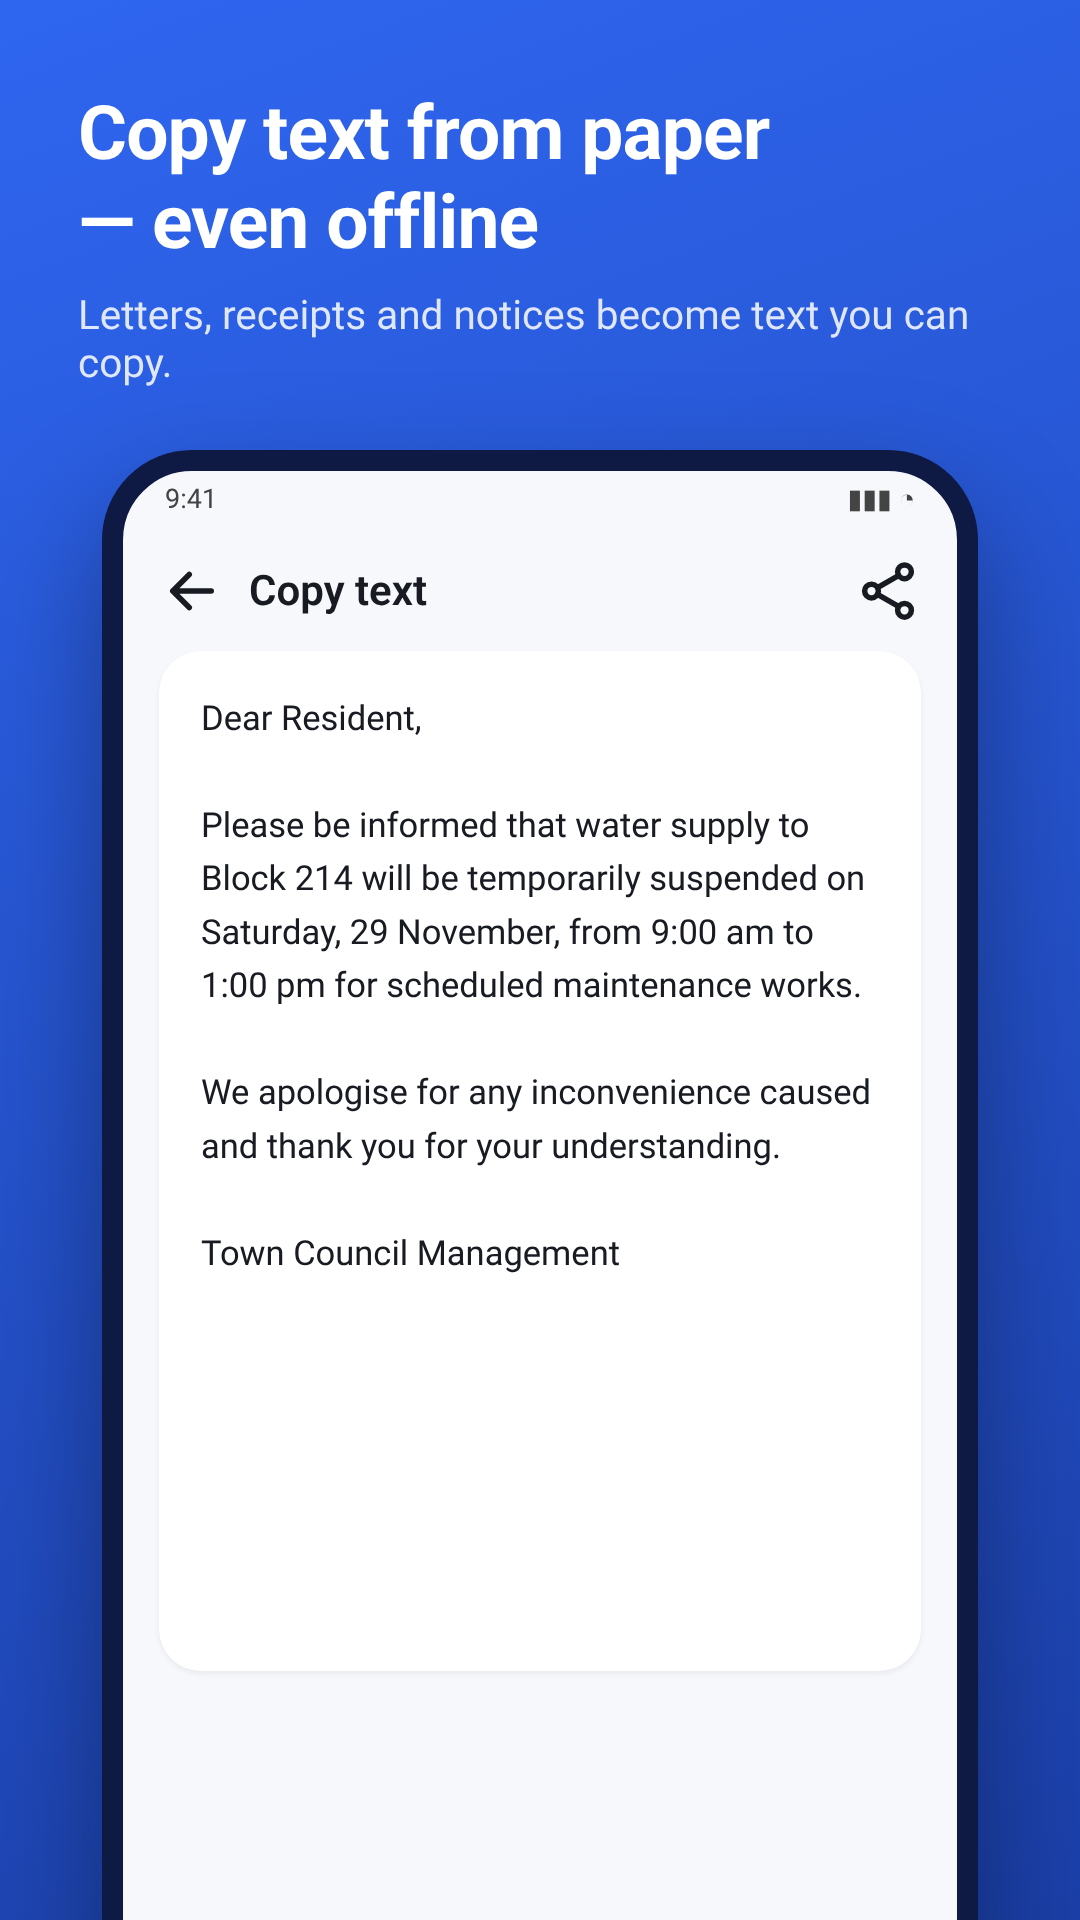 Copy text from paper
— even offline
Letters, receipts and notices become text you can
copy.
9:41
Copy text
Dear Resident,
Please be informed that water supply to
Block 214 will be temporarily suspended on
Saturday, 29 November, from 9:00 am to
1:00 pm for scheduled maintenance works.
We apologise for any inconvenience caused
and thank you for your understanding.
Town Council Management